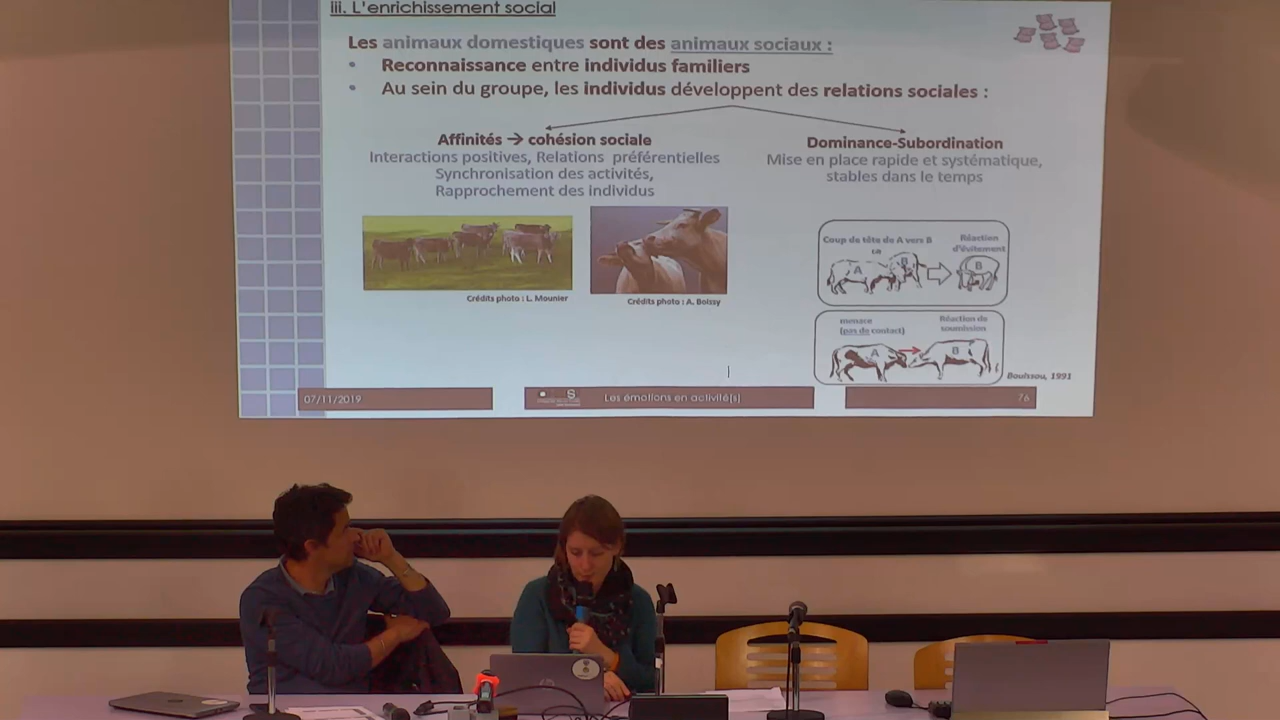 iii. L'enrichissement social
Les animaux domestiques sont des animaux sociaux :
• Reconnaissance entre individus familiers
• Au sein du groupe, les individus développent des relations sociales :
Affinités → cohésion sociale
Interactions positives, Relations préférentielles
Synchronisation des activités,
Rapprochement des individus
Crédits photo : L. Mounier
Crédits photo : A. Boissy
Dominance-Subordination
Mise en place rapide et systématique,
stables dans le temps
Coup de tête de A vers B
Réaction
d'évitement
A
B
B
menace
(pas de contact)
Réaction de
soumission
A
B
Bouissou, 1991
07/11/2019
Les émotions en activité(s)
76